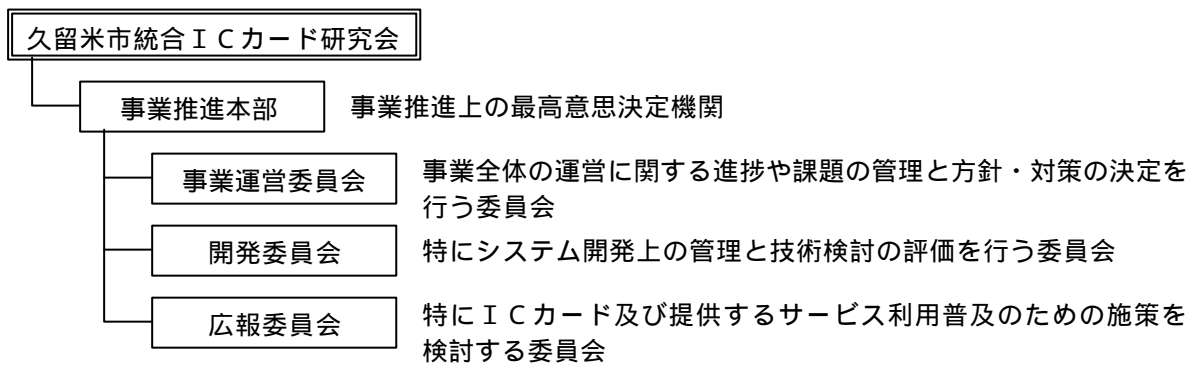 久留米市統合ＩＣカード研究会
事業推進本部 事業推進上の最高意思決定機関
事業運営委員会 事業全体の運営に関する進捗や課題の管理と方針・対策の決定を
行う委員会
開発委員会 特にシステム開発上の管理と技術検討の評価を行う委員会
広報委員会 特にＩＣカード及び提供するサービス利用普及のための施策を
検討する委員会